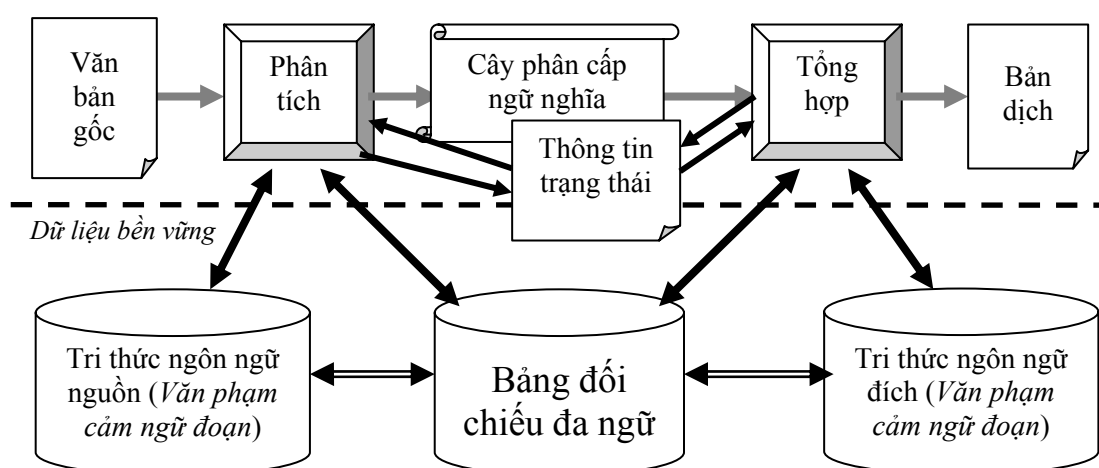 Văn
bản
gốc
Phân
tích
Cây phân cấp
ngữ nghĩa
Tổng
hợp
Bản
dịch
Thông tin
trạng thái
Dữ liệu bền vững
Tri thức ngôn ngữ
nguồn (Văn phạm
cảm ngữ đoạn)
Bảng đối
chiếu đa ngữ
Tri thức ngôn ngữ
đích (Văn phạm
cảm ngữ đoạn)